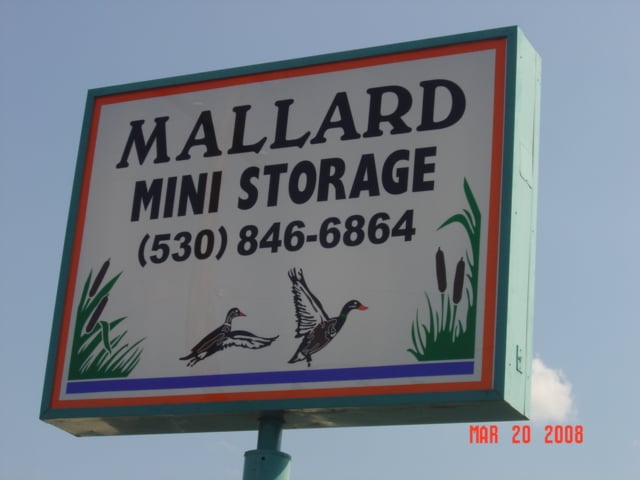 MALLARD
MINI STORAGE
(530) 846-6864
MAR 20 2008